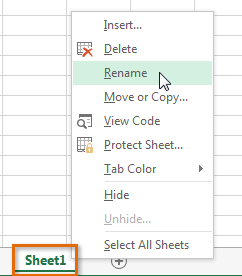 Insert...
Delete
Rename
Move or Copy...
View Code
Protect Sheet...
Tab Color
Hide
Unhide...
Select All Sheets
Sheet1